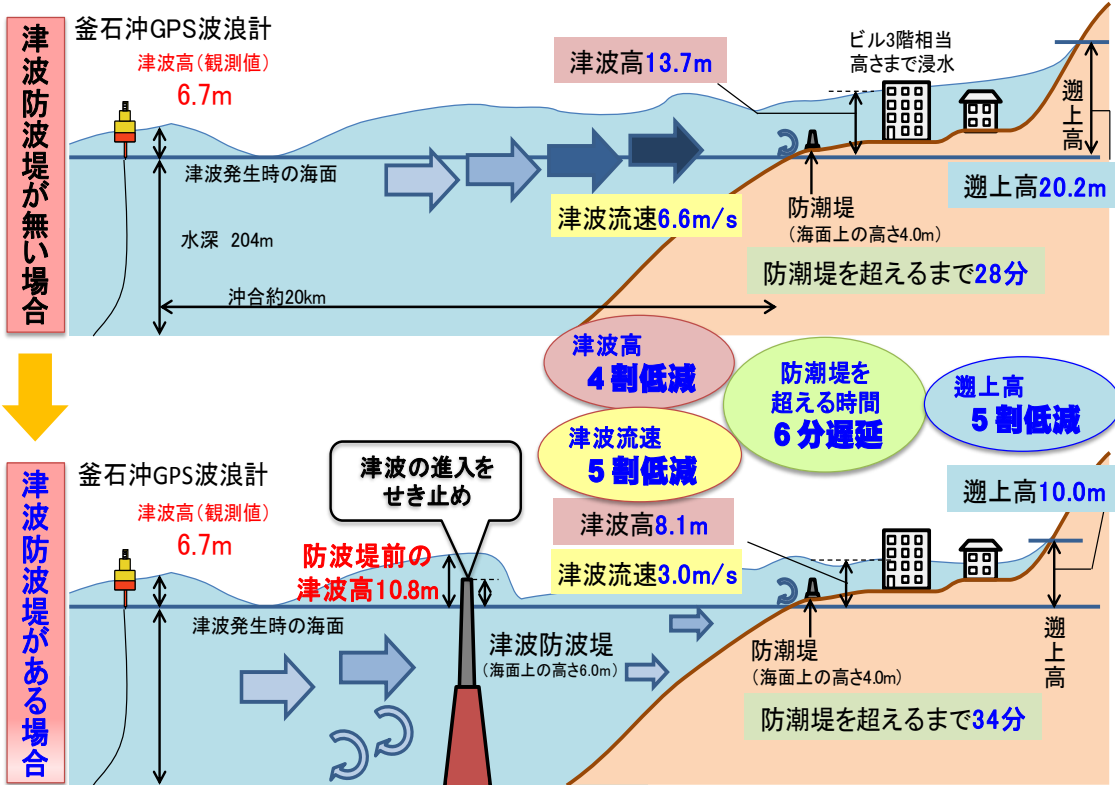 津波防波堤が無い場合
釜石沖GPS波浪計
津波高（観測値）
6.7m
津波発生時の海面
水深 204m
沖合約20km
津波高13.7m
津波流速6.6m/s
ビル3階相当
高さまで浸水
防潮堤
（海面上の高さ4.0m）
防潮堤を超えるまで28分
遡上高
遡上高20.2m
津波高
4割低減
津波流速
5割低減
防潮堤を
超える時間
6分遅延
遡上高
5割低減
津波防波堤がある場合
釜石沖GPS波浪計
津波高（観測値）
6.7m
津波発生時の海面
津波の進入を
せき止め
防波堤前の
津波高10.8m
津波防波堤
（海面上の高さ6.0m）
津波高8.1m
津波流速3.0m/s
防潮堤
（海面上の高さ4.0m）
防潮堤を超えるまで34分
遡上高10.0m
遡上高